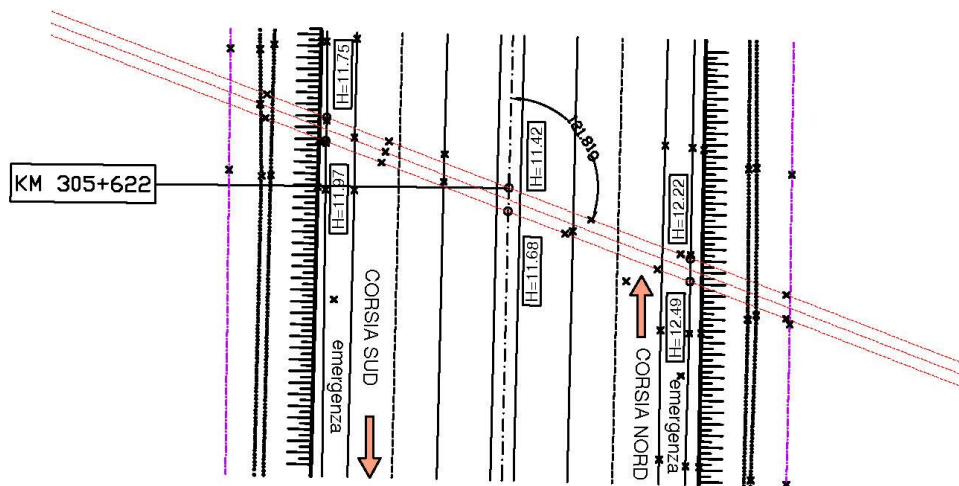 H=11.75
H=11.42
121.810
KM 305+622
H=11.97
H=12.22
H=11.68
CORSIA SUD
emergenza
H=12.49
CORSIA NORD
emergenza